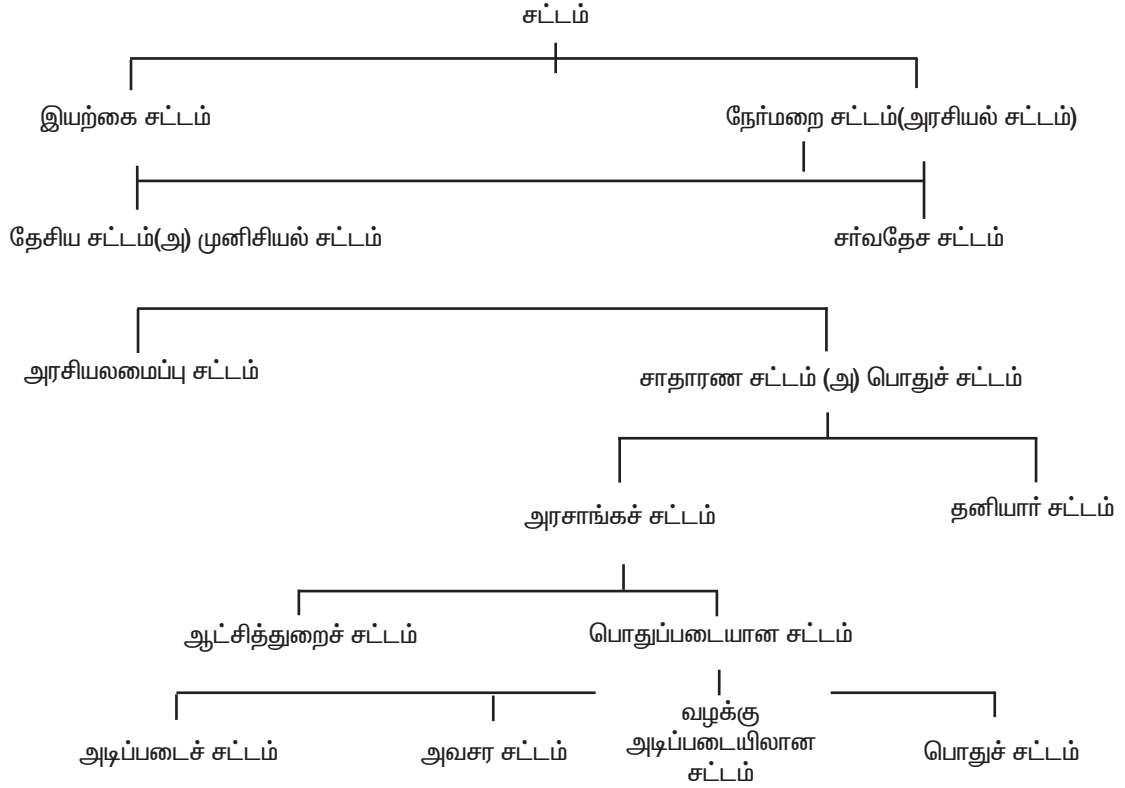 சட்டம்
இயற்கை சட்டம்
நேர்மறை சட்டம்(அரசியல் சட்டம்)
தேசிய சட்டம்(அ) முனிசியல் சட்டம்
சர்வதேச சட்டம்
அரசியலமைப்பு சட்டம்
சாதாரண சட்டம் (அ) பொதுச் சட்டம்
அரசாங்கச் சட்டம்
தனியார் சட்டம்
ஆட்சித்துறைச் சட்டம்
பொதுப்படையான சட்டம்
அடிப்படைச் சட்டம்
அவசர சட்டம்
வழக்கு
அடிப்படையிலான
சட்டம்
பொதுச் சட்டம்